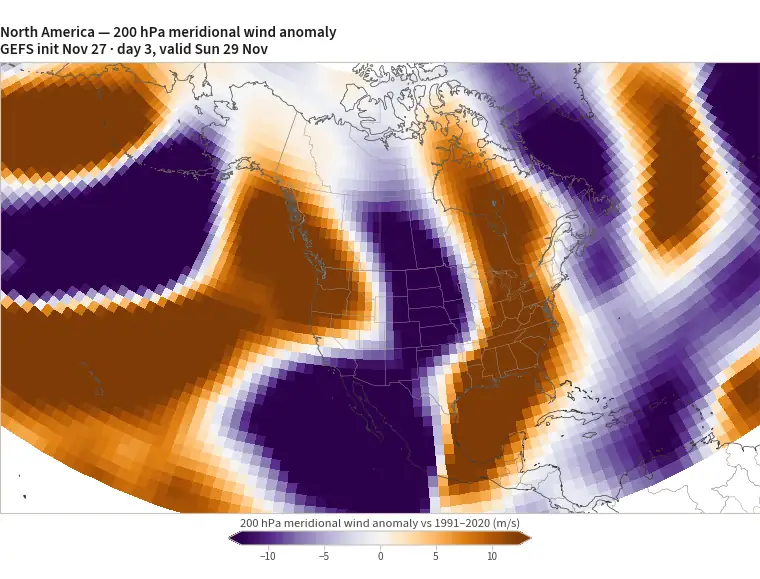 North America — 200 hPa meridional wind anomaly
GEFS init Nov 27 · day 3, valid Sun 29 Nov
200 hPa meridional wind anomaly vs 1991–2020 (m/s)
−10 −5 0 5 10